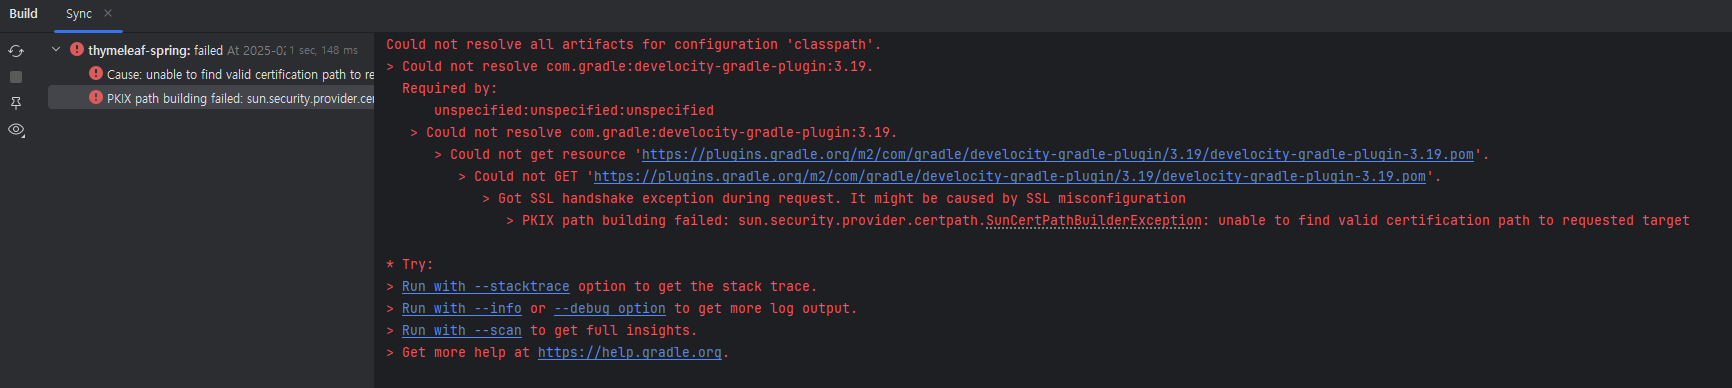 Build Sync
thymeleaf-spring: failed At 2025-02 1 sec, 148 ms
Cause: unable to find valid certification path to re
PKIX path building failed: sun.security.provider.cer
Could not resolve all artifacts for configuration 'classpath'.
> Could not resolve com.gradle:develocity-gradle-plugin:3.19.
Required by:
unspecified:unspecified:unspecified
> Could not resolve com.gradle:develocity-gradle-plugin:3.19.
> Could not get resource 'https://plugins.gradle.org/m2/com/gradle/develocity-gradle-plugin/3.19/develocity-gradle-plugin-3.19.pom'.
> Could not GET 'https://plugins.gradle.org/m2/com/gradle/develocity-gradle-plugin/3.19/develocity-gradle-plugin-3.19.pom'.
> Got SSL handshake exception during request. It might be caused by SSL misconfiguration
> PKIX path building failed: sun.security.provider.certpath.SunCertPathBuilderException: unable to find valid certification path to requested target
* Try:
> Run with --stacktrace option to get the stack trace.
> Run with --info or --debug option to get more log output.
> Run with --scan to get full insights.
> Get more help at https://help.gradle.org.